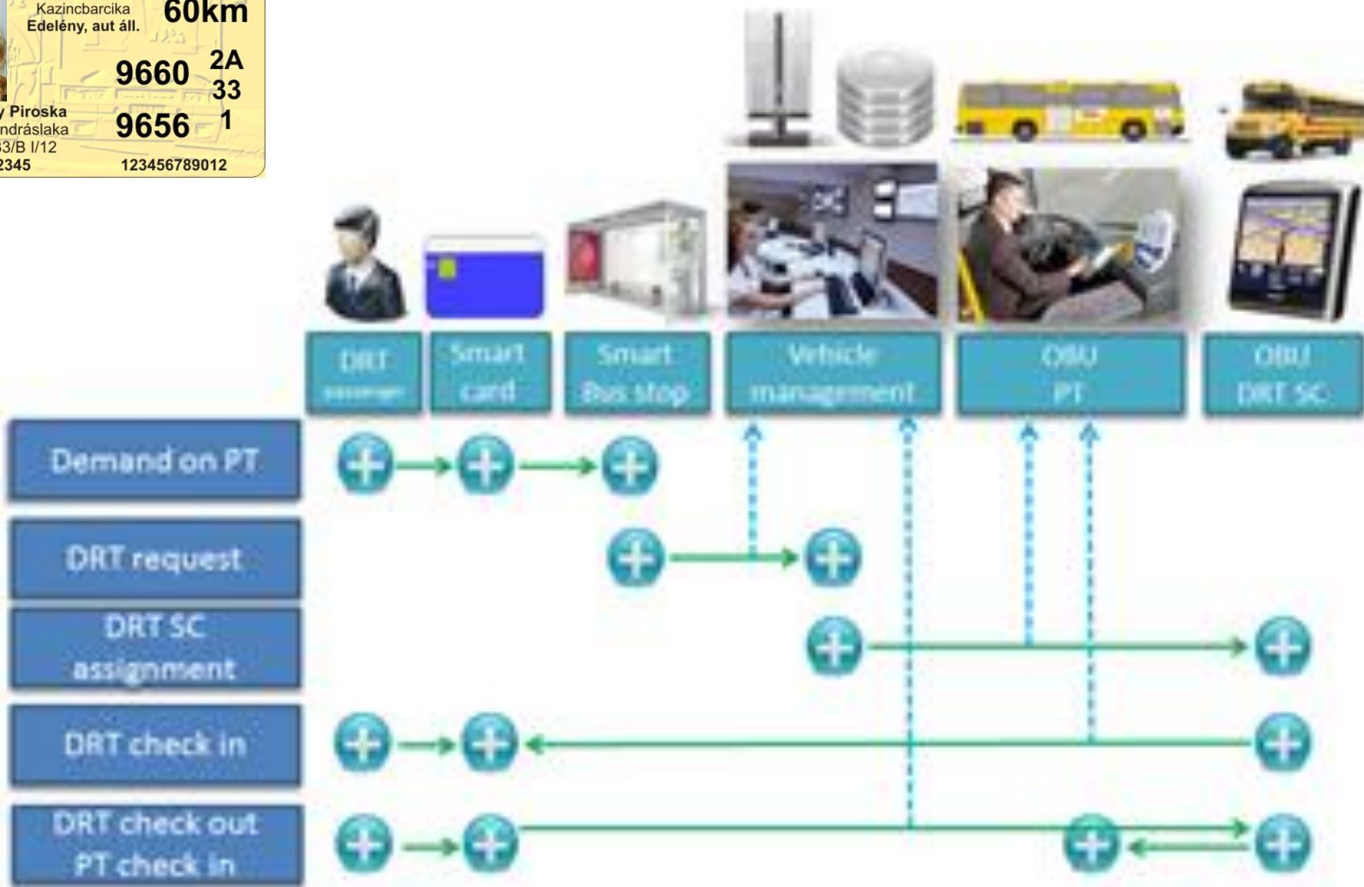 Kazincbarcika 60km
Edelény, aut áll.
9660 2A
33
9656 1
y Piroska
ndráslaka
33/B I/12
2345 123456789012
DRT
passenger
Smart
card
Smart
Bus stop
Vehicle
management
OBU
PT
OBU
DRT SC
Demand on PT
DRT request
DRT SC
assignment
DRT check in
DRT check out
PT check in